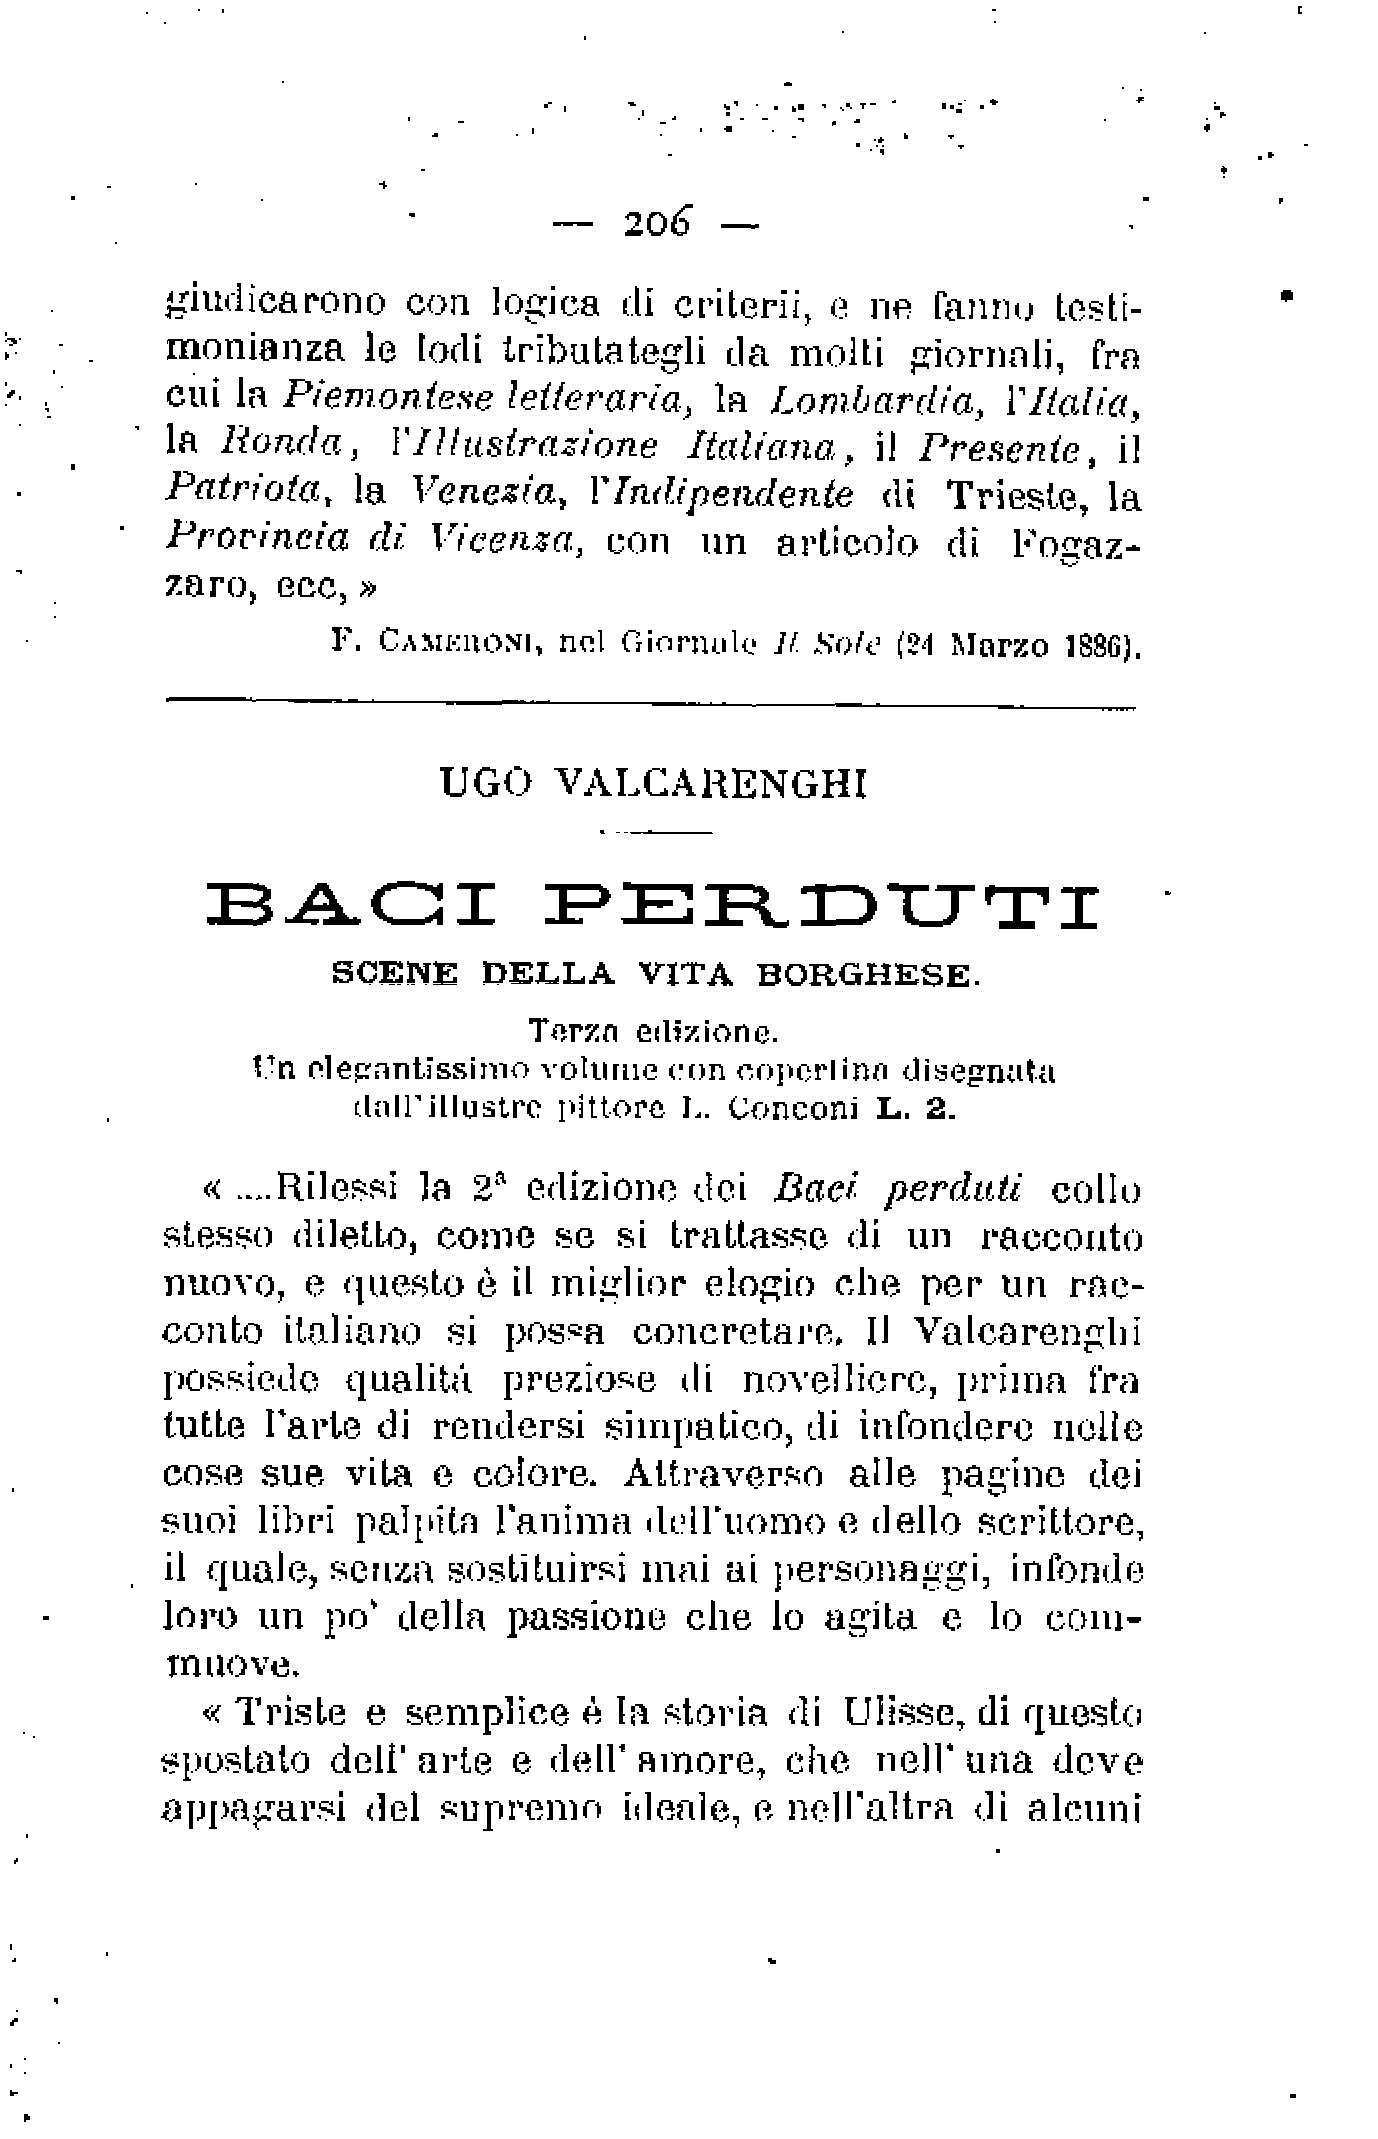 — 206 —
giudicarono con logica di criterii, e ne fanno testi-
monianza le lodi tributategli da molti giornali, fra
cui la Piemontese letteraria, la Lombardia, l'Italia,
la Ronda, l'Illustrazione Italiana, il Presente, il
Patriota, la Venezia, l'Indipendente di Trieste, la
Provincia di Vicenza, con un articolo di Fogaz-
zaro, ecc, »
F. CAMERONI, nel Giornale Il Sole (24 Marzo 1886).
UGO VALCARENGHI
BACI PERDUTI
SCENE DELLA VITA BORGHESE.
Terza edizione.
Un elegantissimo volume con copertina disegnata
dall'illustre pittore L. Conconi L. 2.
« ....Rilessi la 2ª edizione dei Baci perduti collo
stesso diletto, come se si trattasse di un racconto
nuovo, e questo è il miglior elogio che per un rac-
conto italiano si possa concretare. Il Valcarenghi
possiede qualità preziose di novelliere, prima fra
tutte l'arte di rendersi simpatico, di infondere nelle
cose sue vita e colore. Attraverso alle pagine dei
suoi libri palpita l'anima dell'uomo e dello scrittore,
il quale, senza sostituirsi mai ai personaggi, infonde
loro un po' della passione che lo agita e lo com-
muove.
« Triste e semplice è la storia di Ulisse, di questo
spostato dell' arte e dell' amore, che nell' una deve
appagarsi del supremo ideale, e nell'altra di alcuni